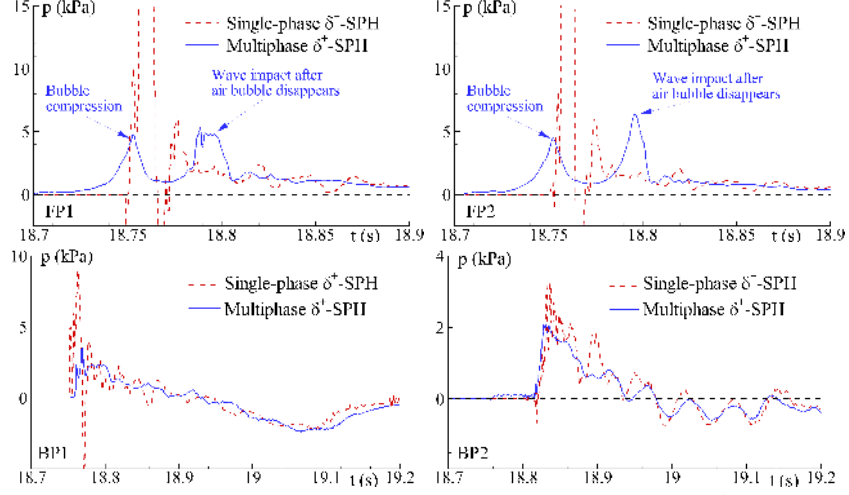 p (kPa)
15
10
5
0
Single-phase δ⁺-SPH
Multiphase δ⁺-SPH
Bubble
compression
Wave impact after
air bubble disappears
FP1
18.7
18.75
18.8
18.85
t (s)
18.9
p (kPa)
15
10
5
0
Single-phase δ⁺-SPH
Multiphase δ⁺-SPH
Bubble
compression
Wave impact after
air bubble disappears
FP2
18.7
18.75
18.8
18.85
t (s)
18.9
p (kPa)
10
5
0
-5
Single-phase δ⁺-SPH
Multiphase δ⁺-SPH
BP1
18.7
18.8
18.9
19
19.1
t (s)
19.2
p (kPa)
4
2
0
Single-phase δ⁺-SPH
Multiphase δ⁺-SPH
BP2
18.7
18.8
18.9
19
19.1
t (s)
19.2